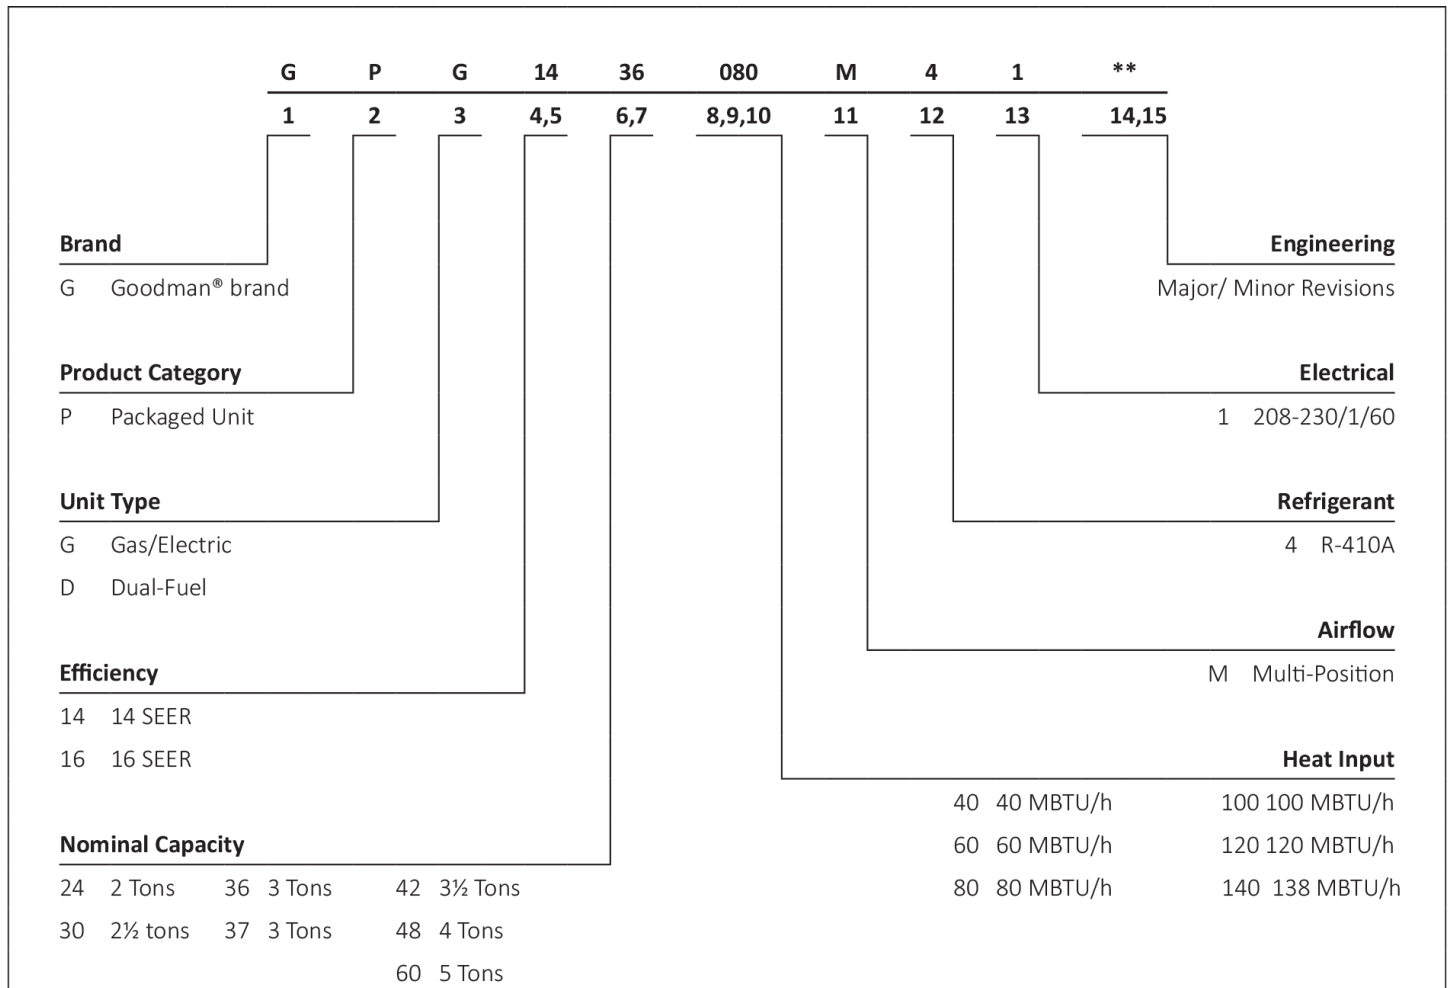 G P G 14 36 080 M 4 1 **
1 2 3 4,5 6,7 8,9,10 11 12 13 14,15
Brand
G Goodman® brand
Product Category
P Packaged Unit
Unit Type
G Gas/Electric
D Dual-Fuel
Efficiency
14 14 SEER
16 16 SEER
Nominal Capacity
24 2 Tons 36 3 Tons 42 3½ Tons
30 2½ tons 37 3 Tons 48 4 Tons
60 5 Tons
Engineering
Major/ Minor Revisions
Electrical
1 208-230/1/60
Refrigerant
4 R-410A
Airflow
M Multi-Position
Heat Input
40 40 MBTU/h 100 100 MBTU/h
60 60 MBTU/h 120 120 MBTU/h
80 80 MBTU/h 140 138 MBTU/h